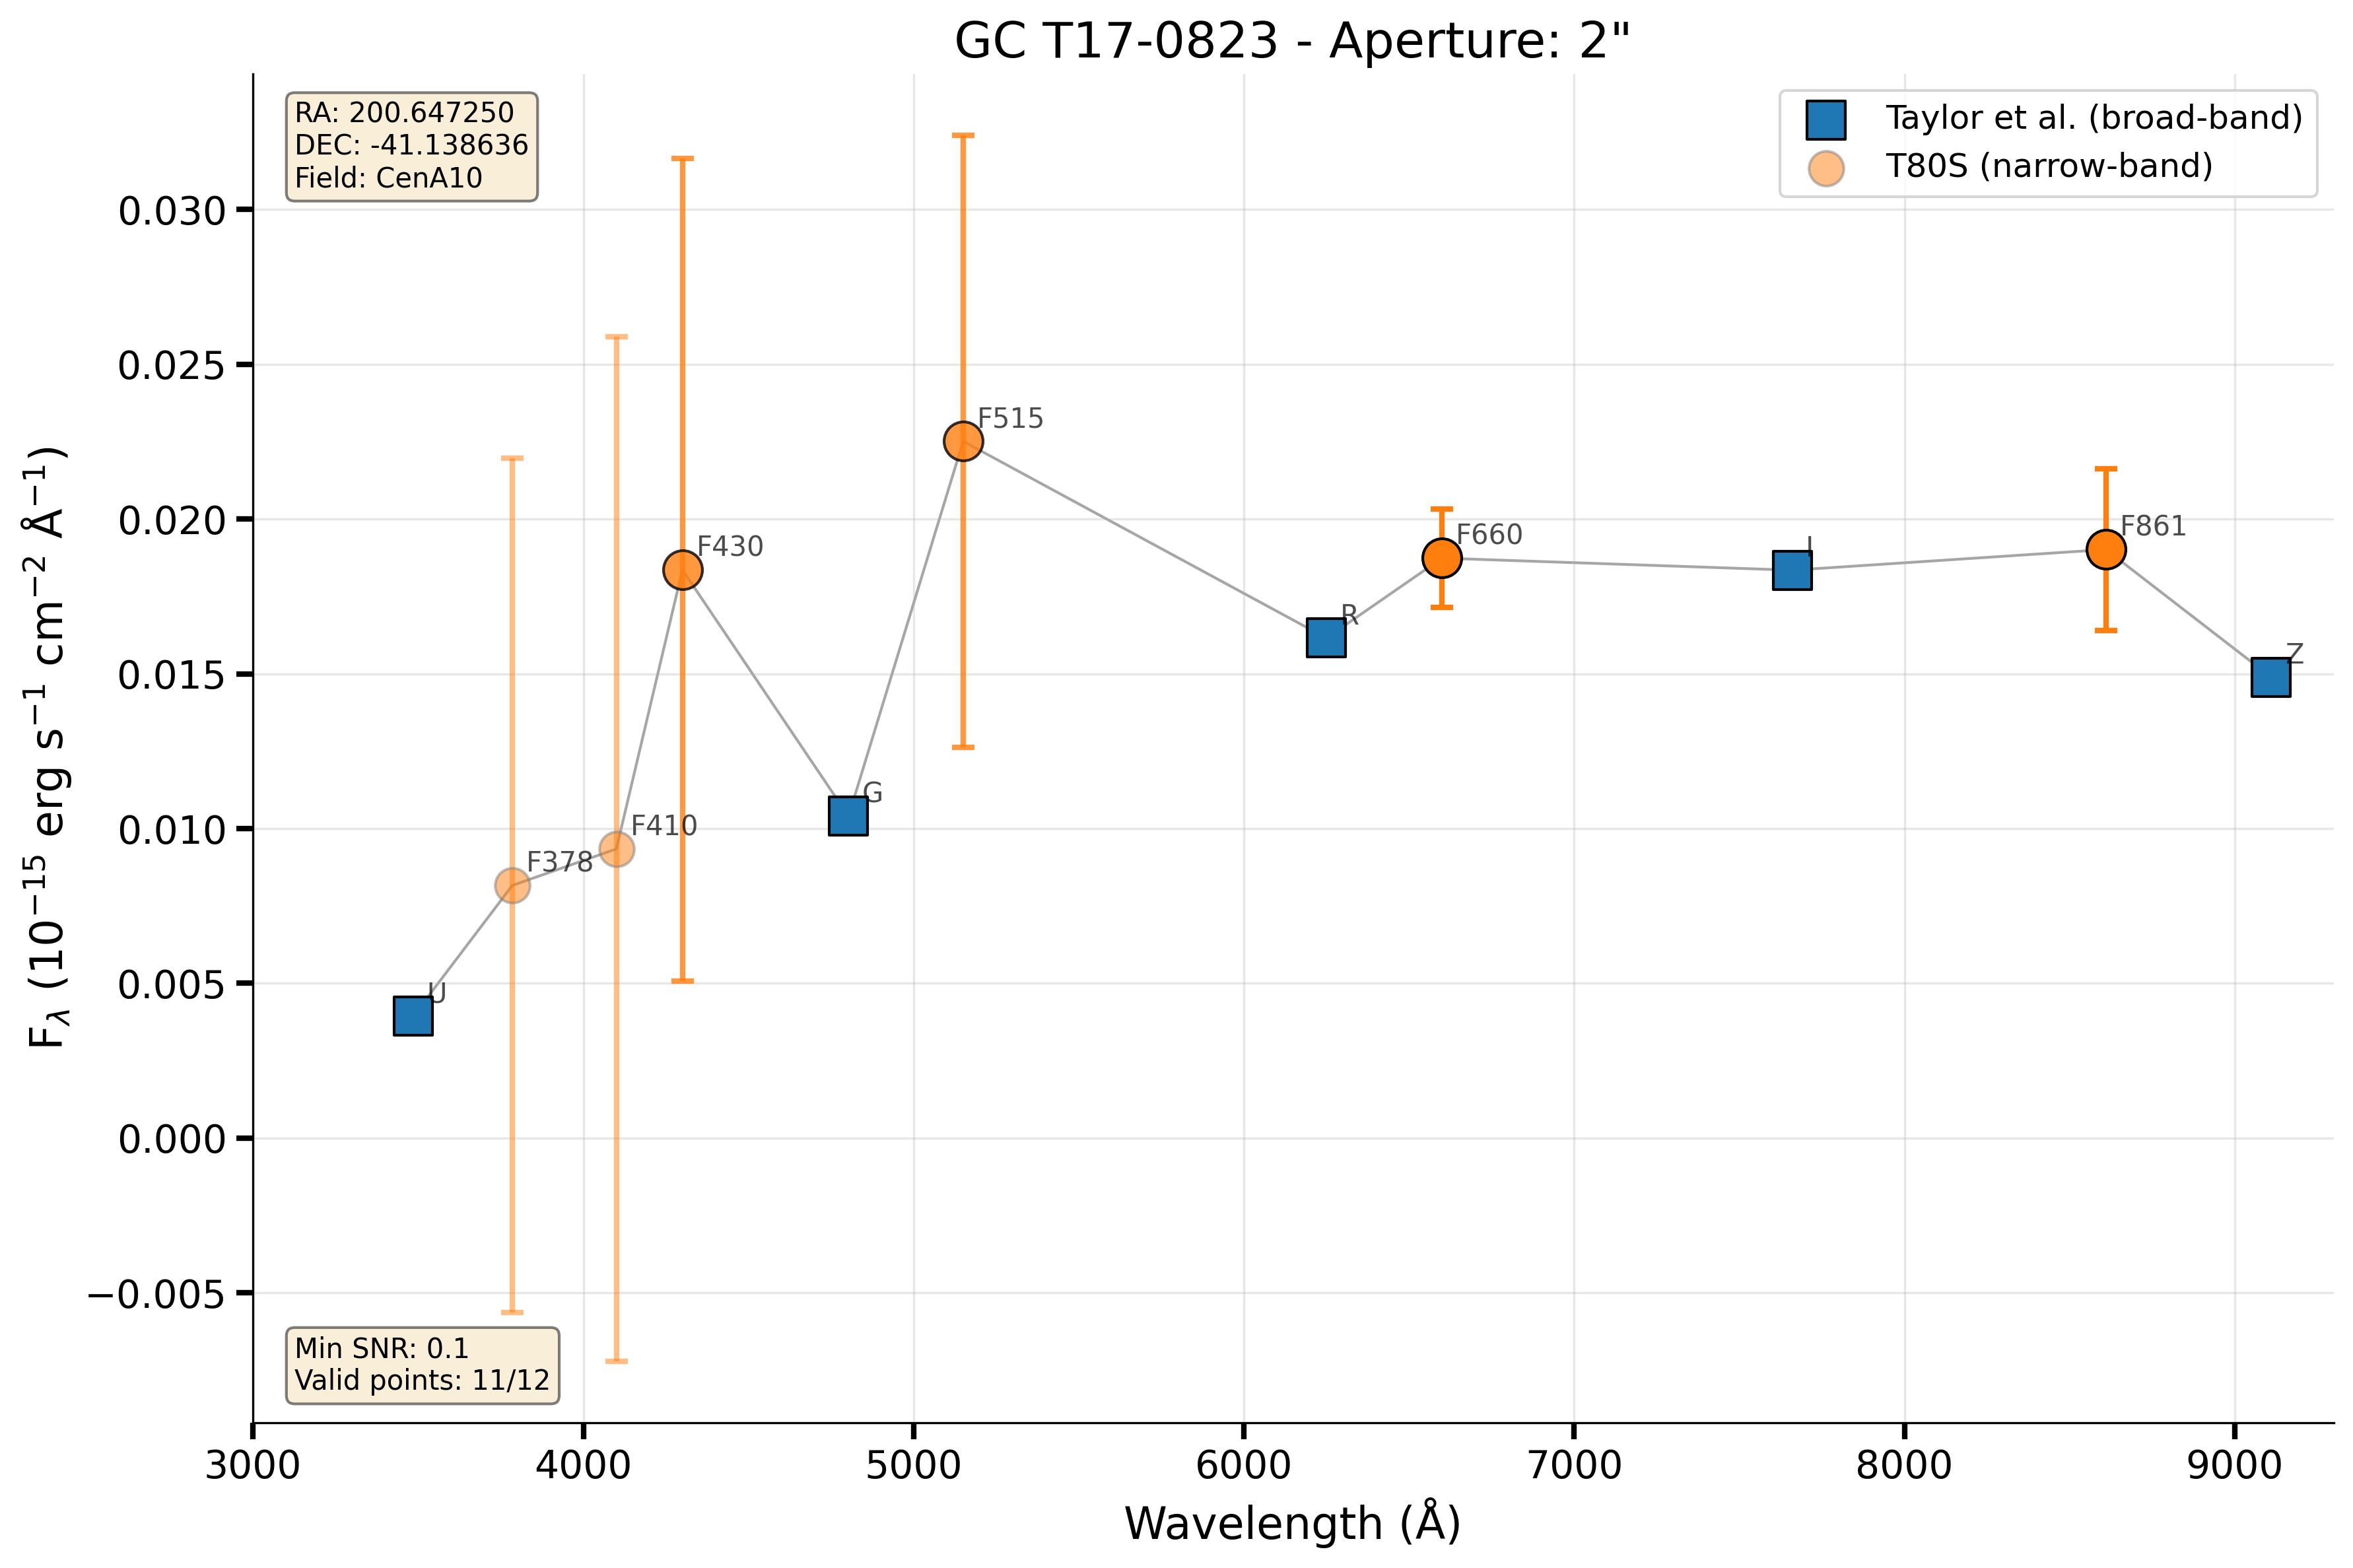 GC T17-0823 - Aperture: 2"
RA: 200.647250
DEC: -41.138636
Field: CenA10
Taylor et al. (broad-band)
T80S (narrow-band)
F$_{\lambda}$ (10$^{-15}$ erg s$^{-1}$ cm$^{-2}$ Å$^{-1}$)
0.030
0.025
0.020
0.015
0.010
0.005
0.000
−0.005
U
F378
F410
F430
G
F515
R
F660
I
F861
Z
Min SNR: 0.1
Valid points: 11/12
3000 4000 5000 6000 7000 8000 9000
Wavelength (Å)